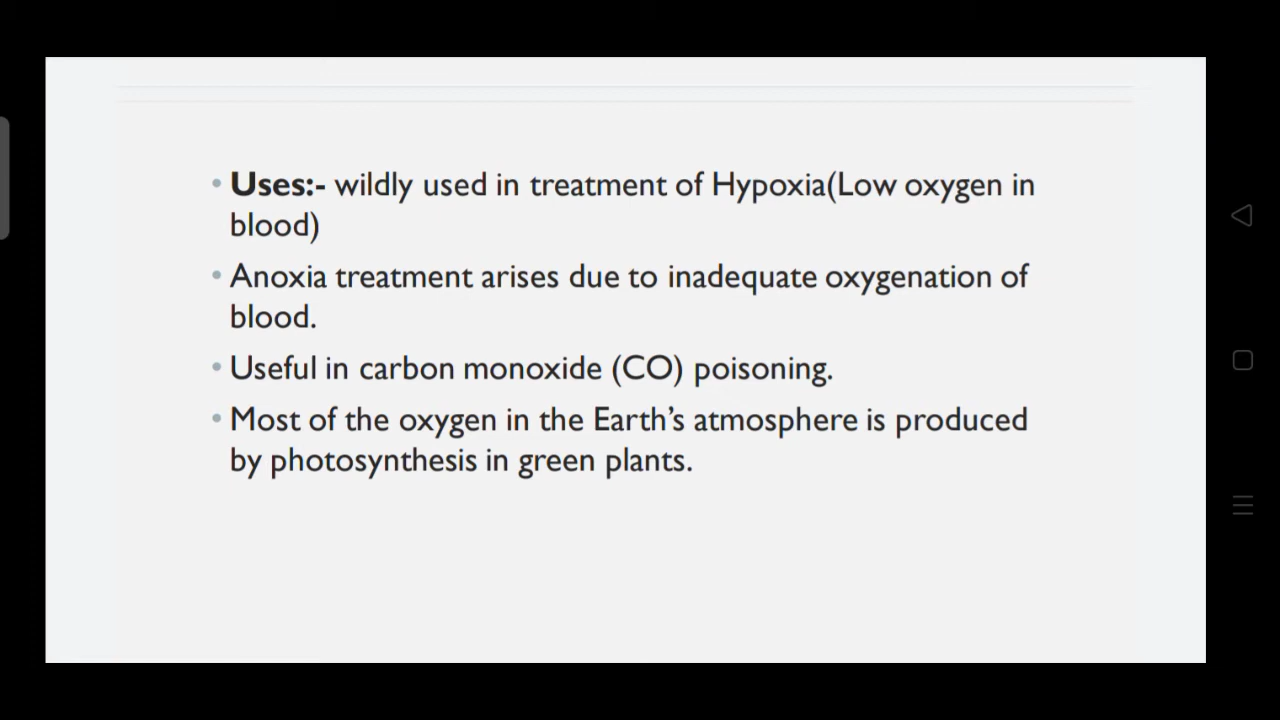 • Uses:- wildly used in treatment of Hypoxia(Low oxygen in
blood)
• Anoxia treatment arises due to inadequate oxygenation of
blood.
• Useful in carbon monoxide (CO) poisoning.
• Most of the oxygen in the Earth’s atmosphere is produced
by photosynthesis in green plants.